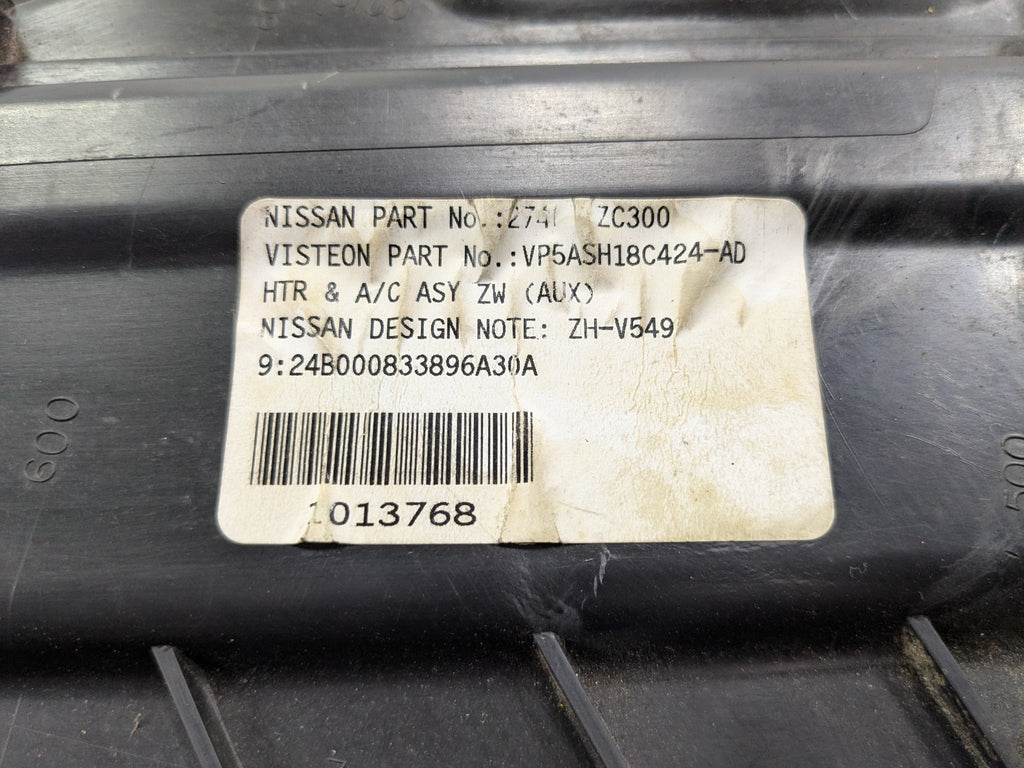 NISSAN PART No.: ZC300
VISTEON PART No.:VP5ASH18C424-AD
HTR & A/C ASY ZW (AUX)
NISSAN DESIGN NOTE: ZH-V549
9:24B000833896A30A
1013768
600
500